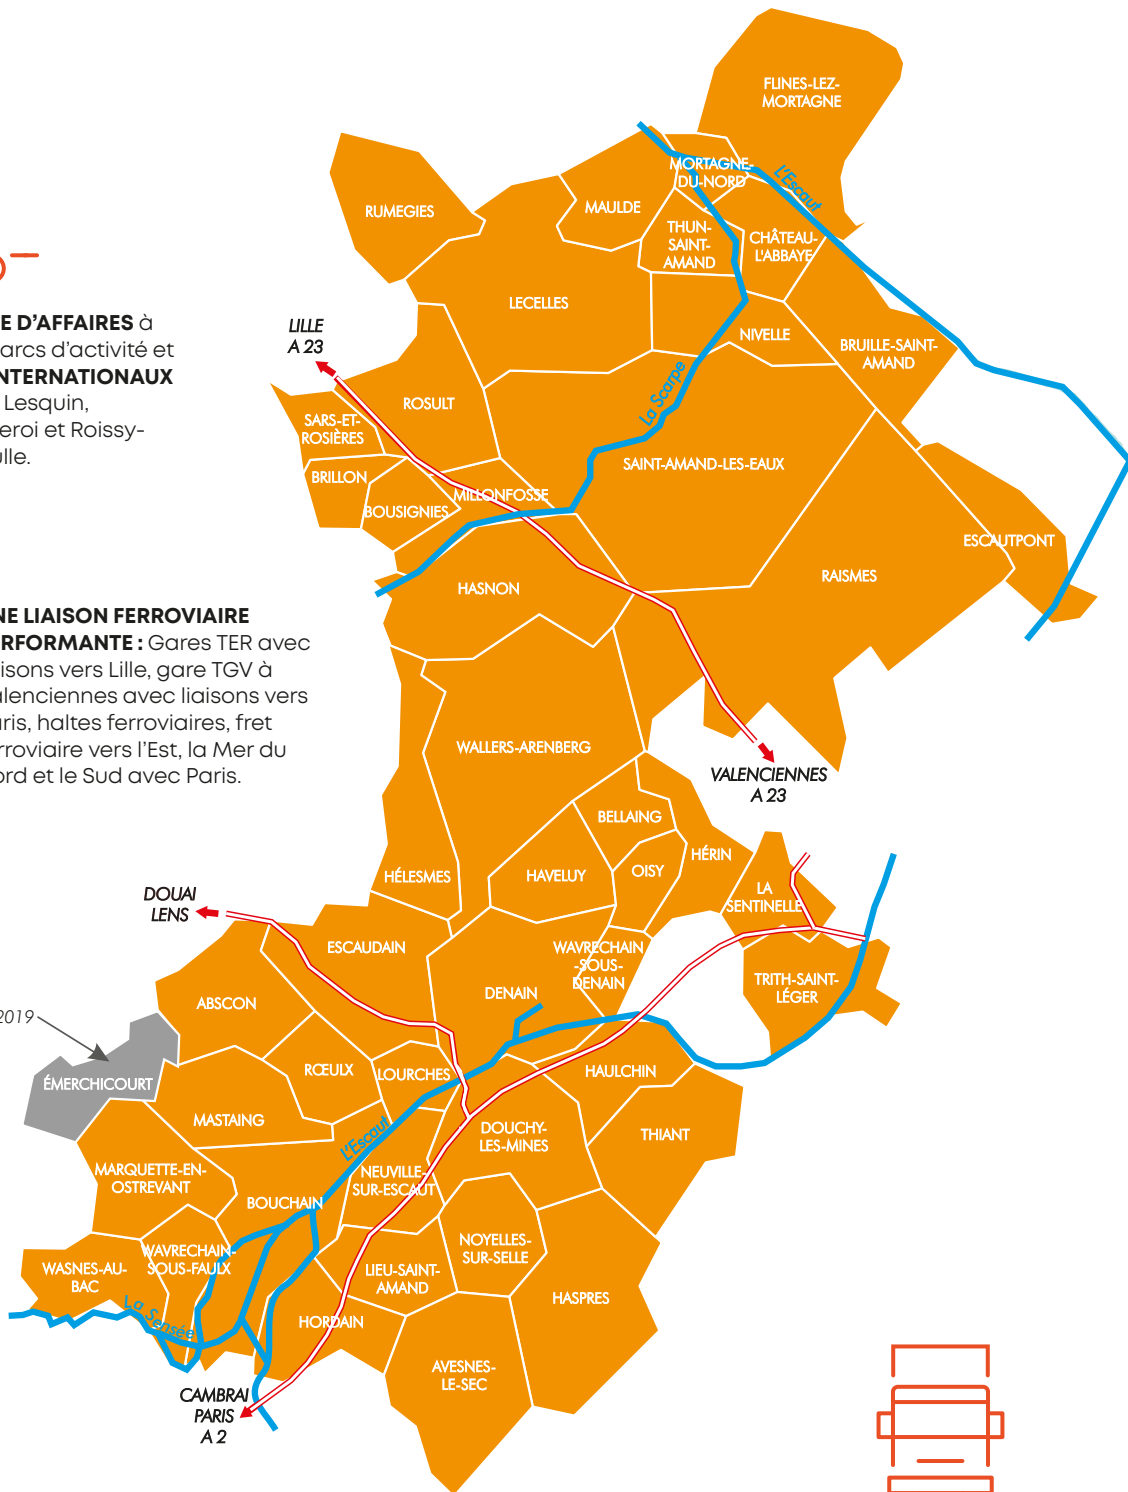 FLINES-LEZ-
MORTAGNE
MORTAGNE-
DU-NORD
L'Escaut
RUMEGIES
MAULDE
THUN-
SAINT-
AMAND
CHÂTEAU-
L'ABBAYE
LECELLES
E D'AFFAIRES à
arcs d'activité et
NTERNATIONAUX
Lesquin,
eroi et Roissy-
ulle.
LILLE
A 23
NIVELLE
BRUILLE-SAINT-
AMAND
La Scarpe
ROSULT
SARS-ET-
ROSIÈRES
SAINT-AMAND-LES-EAUX
BRILLON
MILLONFOSSE
BOUSIGNIES
ESCAUTPONT
RAISMES
HASNON
NE LIAISON FERROVIAIRE
RFORMANTE : Gares TER avec
isons vers Lille, gare TGV à
alenciennes avec liaisons vers
aris, haltes ferroviaires, fret
rroviaire vers l'Est, la Mer du
ord et le Sud avec Paris.
WALLERS-ARENBERG
VALENCIENNES
A 23
BELLAING
HÉRIN
OISY
HAVELUY
HÉLESMES
LA
SENTINELLE
DOUAI
LENS
ESCAUDAIN
WAVRECHAIN
-SOUS-
DENAIN
TRITH-SAINT-
LÉGER
DENAIN
ABSCON
2019
ÉMERCHICOURT
RŒULX
LOURCHES
HAULCHIN
MASTAING
DOUCHY-
LES-MINES
THIANT
L'Escaut
MARQUETTE-EN-
OSTREVANT
NEUVILLE-
SUR-ESCAUT
BOUCHAIN
NOYELLES-
SUR-SELLE
WAVRECHAIN-
SOUS-FAULX
WASNES-AU-
BAC
LIEU-SAINT-
AMAND
HASPRES
La Sensée
HORDAIN
AVESNES-
LE-SEC
CAMBRAI
PARIS
A 2